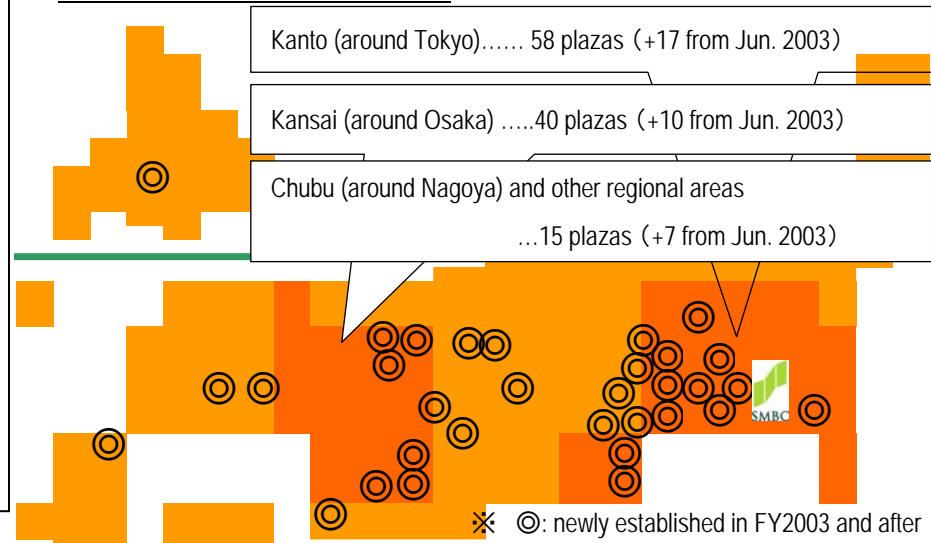 Kanto (around Tokyo)...... 58 plazas (+17 from Jun. 2003)
Kansai (around Osaka) .....40 plazas (+10 from Jun. 2003)
Chubu (around Nagoya) and other regional areas
…15 plazas (+7 from Jun. 2003)
SMBC
※ ◎: newly established in FY2003 and after